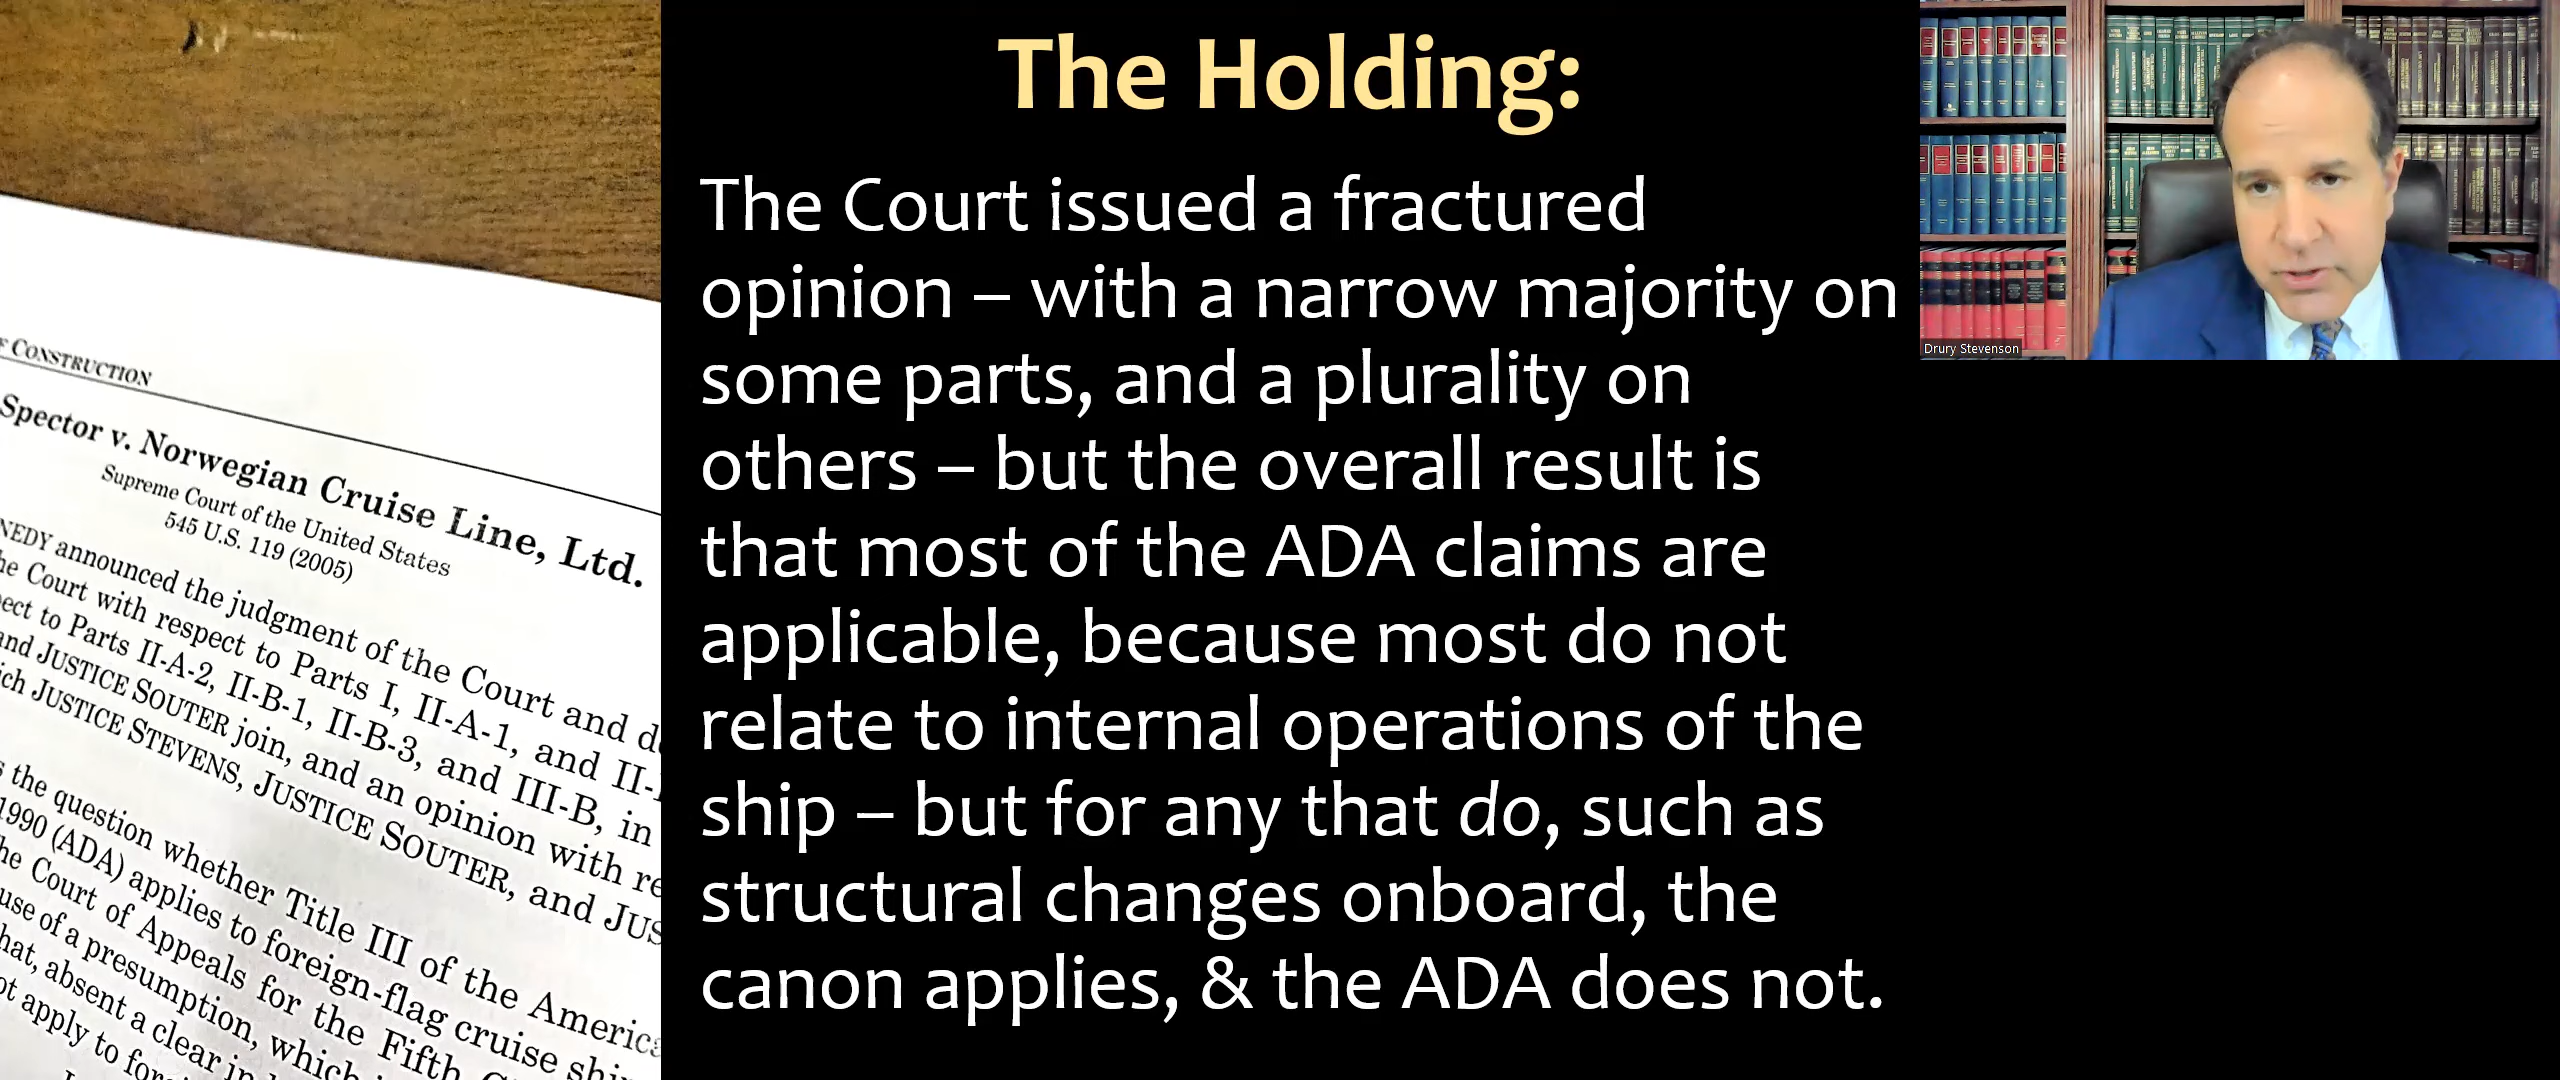 The Holding:
The Court issued a fractured
opinion – with a narrow majority on
some parts, and a plurality on
others – but the overall result is
that most of the ADA claims are
applicable, because most do not
relate to internal operations of the
ship – but for any that do, such as
structural changes onboard, the
canon applies, & the ADA does not.
CONSTRUCTION
Spector v. Norwegian Cruise Line, Ltd.
Supreme Court of the United States
545 U.S. 119 (2005)
announced the judgment of the Court and
Court with respect to Parts I, II-A-1, and
to Parts II-A-2, II-B-1, II-B-3, and III-B, in
and JUSTICE SOUTER join, and an opinion with
JUSTICE STEVENS, JUSTICE SOUTER, and
the question whether Title III of the
1990 (ADA) applies to foreign-flag cruise
Court of Appeals for the Fifth
of a presumption, which
absent a clear
apply to
Drury Stevenson